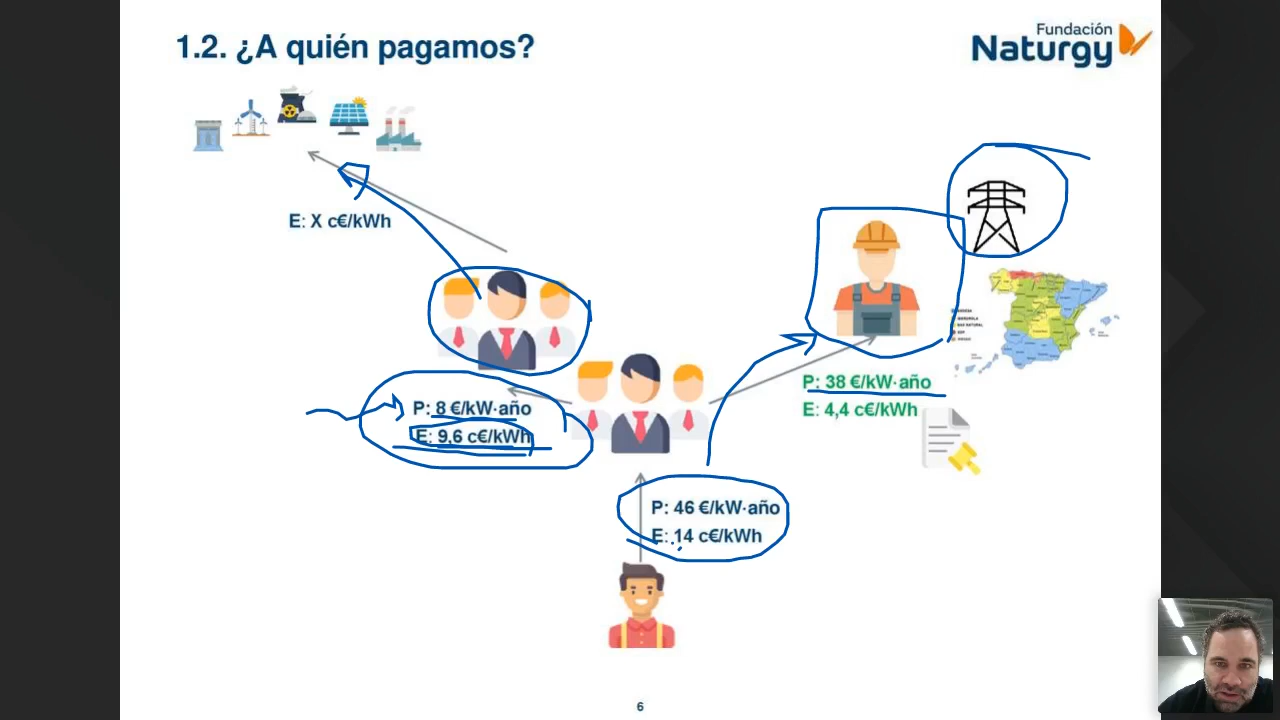 1.2. ¿A quién pagamos?
Fundación
Naturgy
E: X c€/kWh
P: 38 €/kW·año
E: 4,4 c€/kWh
P: 8 €/kW·año
E: 9,6 c€/kWh
P: 46 €/kW·año
E: 14 c€/kWh
6